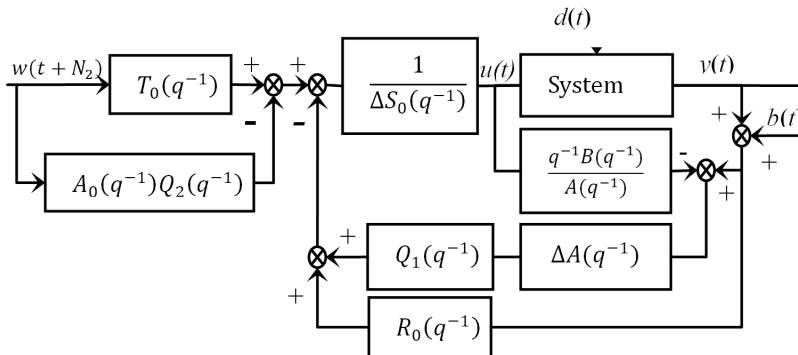 d(t)
w(t + N₂)
T₀(q⁻¹)
+
-
+
-
1
ΔS₀(q⁻¹)
u(t)
System
v(t)
+
b(t
+
A₀(q⁻¹)Q₂(q⁻¹)
q⁻¹B(q⁻¹)
A(q⁻¹)
-
+
+
Q₁(q⁻¹)
ΔA(q⁻¹)
+
R₀(q⁻¹)